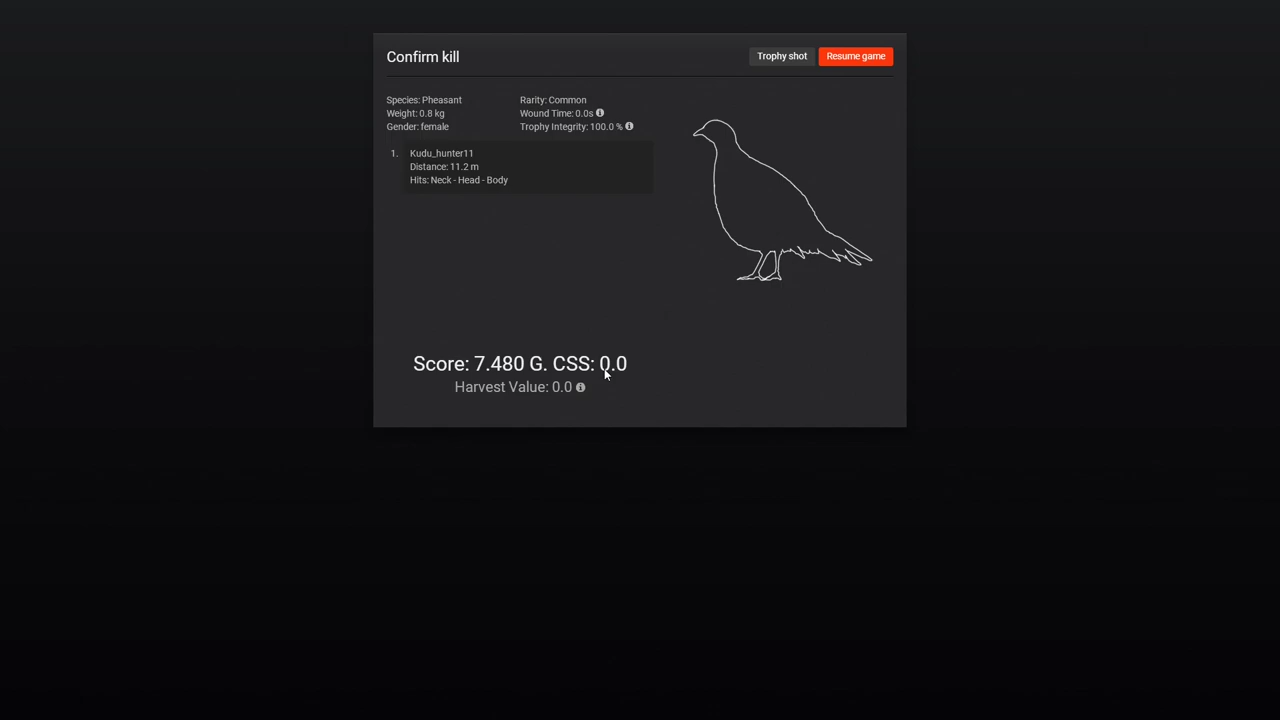 Confirm kill
Trophy shot
Resume game
Species: Pheasant
Weight: 0.8 kg
Gender: female
Rarity: Common
Wound Time: 0.0s
Trophy Integrity: 100.0 %
1. Kudu_hunter11
Distance: 11.2 m
Hits: Neck - Head - Body
Score: 7.480 G. CSS: 0.0
Harvest Value: 0.0